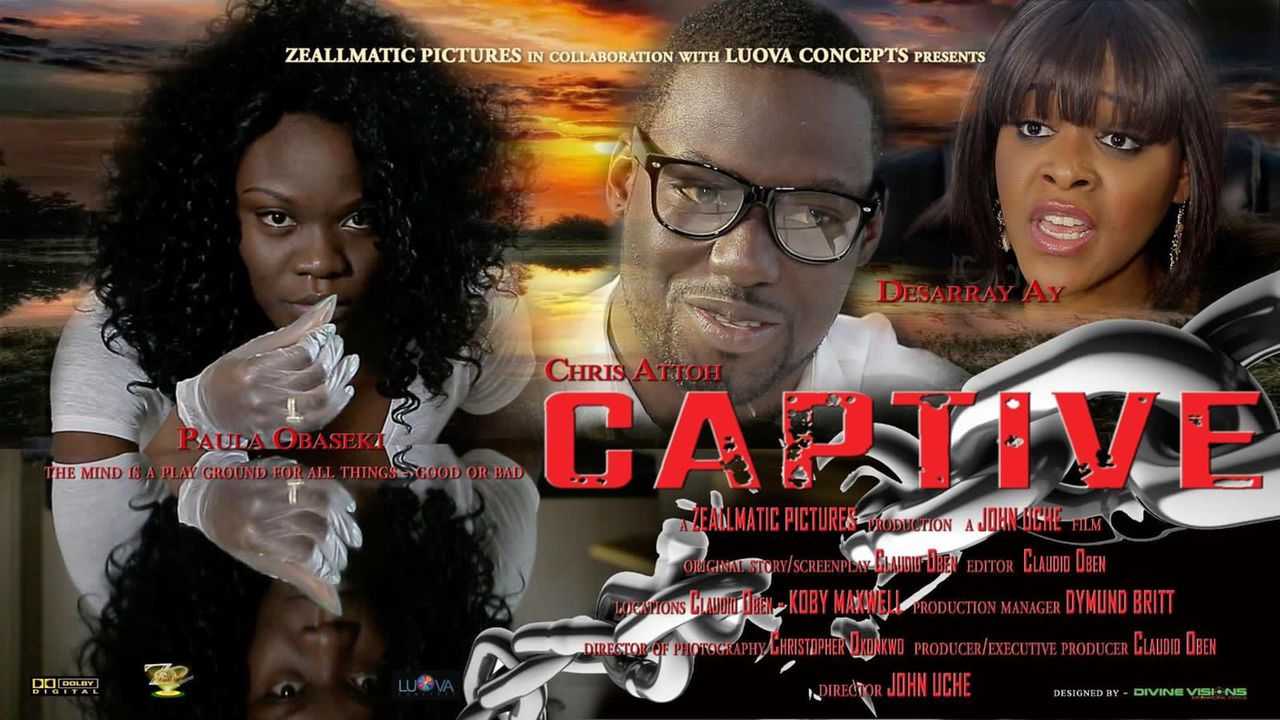 ZEALLMATIC PICTURES IN COLLABORATION WITH LUOVA CONCEPTS PRESENTS
DESARRAY AY
CHRIS ATTOH
CAPTIVE
PAULA OBASEKI
THE MIND IS A PLAY GROUND FOR ALL THINGS - GOOD OR BAD
A ZEALLMATIC PICTURES PRODUCTION A JOHN UCHE FILM
ORIGINAL STORY/SCREENPLAY CLAUDIO OBEN EDITOR CLAUDIO OBEN
LOCATIONS CLAUDIO OBEN - KOBY MAXWELL PRODUCTION MANAGER DYMUND BRITT
DIRECTOR OF PHOTOGRAPHY CHRISTOPHER OKONKWO PRODUCER/EXECUTIVE PRODUCER CLAUDIO OBEN
DIRECTOR JOHN UCHE
DOLBY
DIGITAL
LUOVA
DESIGNED BY - DIVINE VISIONS